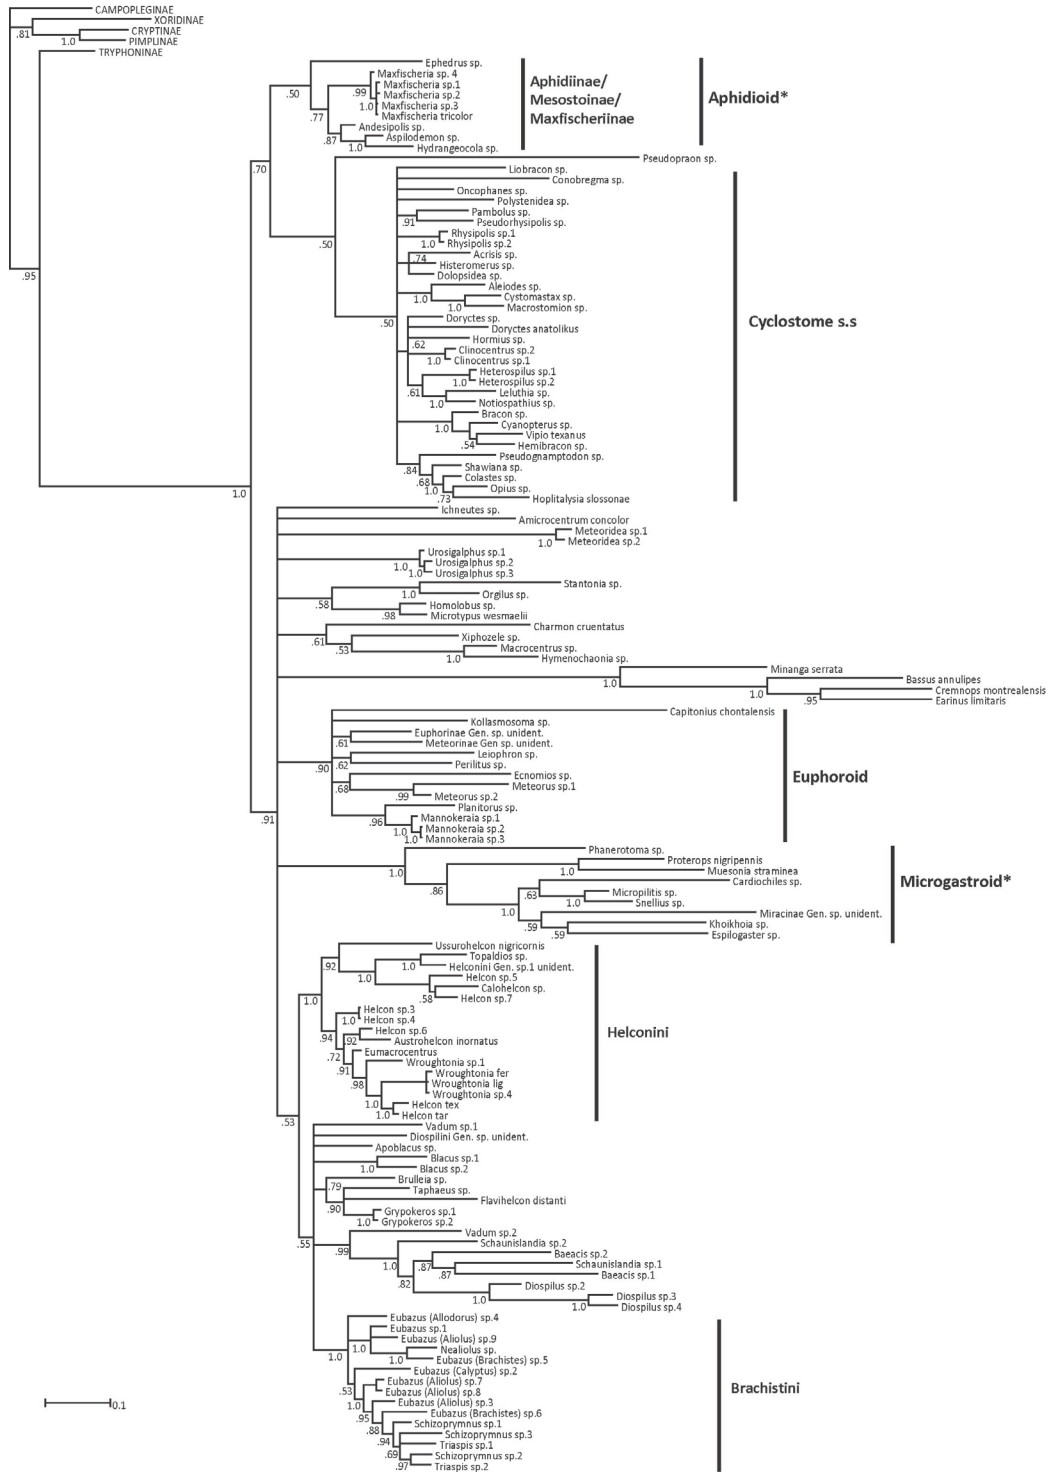 CAMPOPLEGINAE
XORIDINAE
.81
CRYPTINAE
1.0
PIMPLINAE
TRYPHONINAE
Ephedrus sp.
Maxfischeria sp. 4
Maxfischeria sp.1
.99
Maxfischeria sp.2
.50
1.0
Maxfischeria sp.3
Maxfischeria tricolor
.77
Andesipolis sp.
.87
Aspilodemon sp.
1.0
Hydrangeocola sp.
Aphidiinae/
Mesostoinae/
Maxfischeriinae
Aphidioid*
Pseudopraon sp.
.70
Liobracon sp.
Conobregma sp.
Oncophanes sp.
Polystenidea sp.
Pambolus sp.
.91
Pseudorhysipolis sp.
Rhysipolis sp.1
1.0
Rhysipolis sp.2
.50
Acrisis sp.
.74
Histeromerus sp.
Dolopsidea sp.
.95
Aleiodes sp.
Cystomastax sp.
1.0
1.0
Macrostomion sp.
Doryctes sp.
.50
Doryctes anatolikus
Hormius sp.
.62
Clinocentrus sp.2
1.0
Clinocentrus sp.1
Heterospilus sp.1
1.0
Heterospilus sp.2
.61
Leluthia sp.
1.0
Notiospathius sp.
Bracon sp.
1.0
Cyanopterus sp.
Vipio texanus
.54
Hemibracon sp.
Pseudognamptodon sp.
.84
Shawiana sp.
.68
Colastes sp.
1.0
Opius sp.
.73
Hoplitalysia slossonae
Cyclostome s.s
1.0
Ichneutes sp.
Amicrocentrum concolor
Meteoridea sp.1
1.0
Meteoridea sp.2
Urosigalphus sp.1
Urosigalphus sp.2
1.0
1.0
Urosigalphus sp.3
Stantonia sp.
1.0
Orgilus sp.
.58
Homolobus sp.
.98
Microtypus wesmaelii
Charmon cruentatus
.61
Xiphozele sp.
.53
Macrocentrus sp.
1.0
Hymenochaonia sp.
Minanga serrata
1.0
Bassus annulipes
1.0
Cremnops montrealensis
.95
Earinus limitaris
Capitonius chontalensis
Kollasmosoma sp.
Euphorinae Gen. sp. unident.
.61
Meteorinae Gen sp. unident.
Leiophron sp.
.62
Perilitus sp.
.90
Ecnomios sp.
.68
Meteorus sp.1
.99
Meteorus sp.2
Planitorus sp.
.96
Mannokeraia sp.1
1.0
Mannokeraia sp.2
1.0
Mannokeraia sp.3
Euphoroid
.91
Phanerotoma sp.
Proterops nigripennis
1.0
1.0
Muesonia straminea
.86
Cardiochiles sp.
.63
Micropilitis sp.
1.0
Snellius sp.
1.0
Miracinae Gen. sp. unident.
.59
Khoikhoia sp.
.59
Espilogaster sp.
Microgastroid*
Ussurohelcon nigricornis
Topaldios sp.
.92
1.0
Helconini Gen. sp.1 unident.
1.0
Helcon sp.5
Calohelcon sp.
.58
Helcon sp.7
1.0
Helcon sp.3
1.0
Helcon sp.4
Helcon sp.6
.94
.92
Austrohelcon inornatus
.72
Eumacrocentrus
.91
Wroughtonia sp.1
.98
Wroughtonia fer
Wroughtonia lig
Wroughtonia sp.4
1.0
Helcon tex
1.0
Helcon tar
Helconini
.53
Vadum sp.1
Diospilini Gen. sp. unident.
Apoblacus sp.
Blacus sp.1
1.0
Blacus sp.2
Brulleia sp.
.79
Taphaeus sp.
Flavihelcon distanti
.90
Grypokeros sp.1
1.0
Grypokeros sp.2
.55
Vadum sp.2
.99
Schaunislandia sp.2
Baeacis sp.2
1.0
.87
Schaunislandia sp.1
.87
Baeacis sp.1
.82
Diospilus sp.2
1.0
Diospilus sp.3
1.0
Diospilus sp.4
Eubazus (Allodorus) sp.4
Eubazus sp.1
Eubazus (Aliolus) sp.9
1.0
1.0
Nealiolus sp.
1.0
Eubazus (Brachistes) sp.5
Eubazus (Calyptus) sp.2
Eubazus (Aliolus) sp.7
.53
Eubazus (Aliolus) sp.8
1.0
Eubazus (Aliolus) sp.3
.95
Eubazus (Brachistes) sp.6
.88
Schizoprymnus sp.1
Schizoprymnus sp.3
.94
Triaspis sp.1
.69
Schizoprymnus sp.2
.97
Triaspis sp.2
Brachistini
0.1